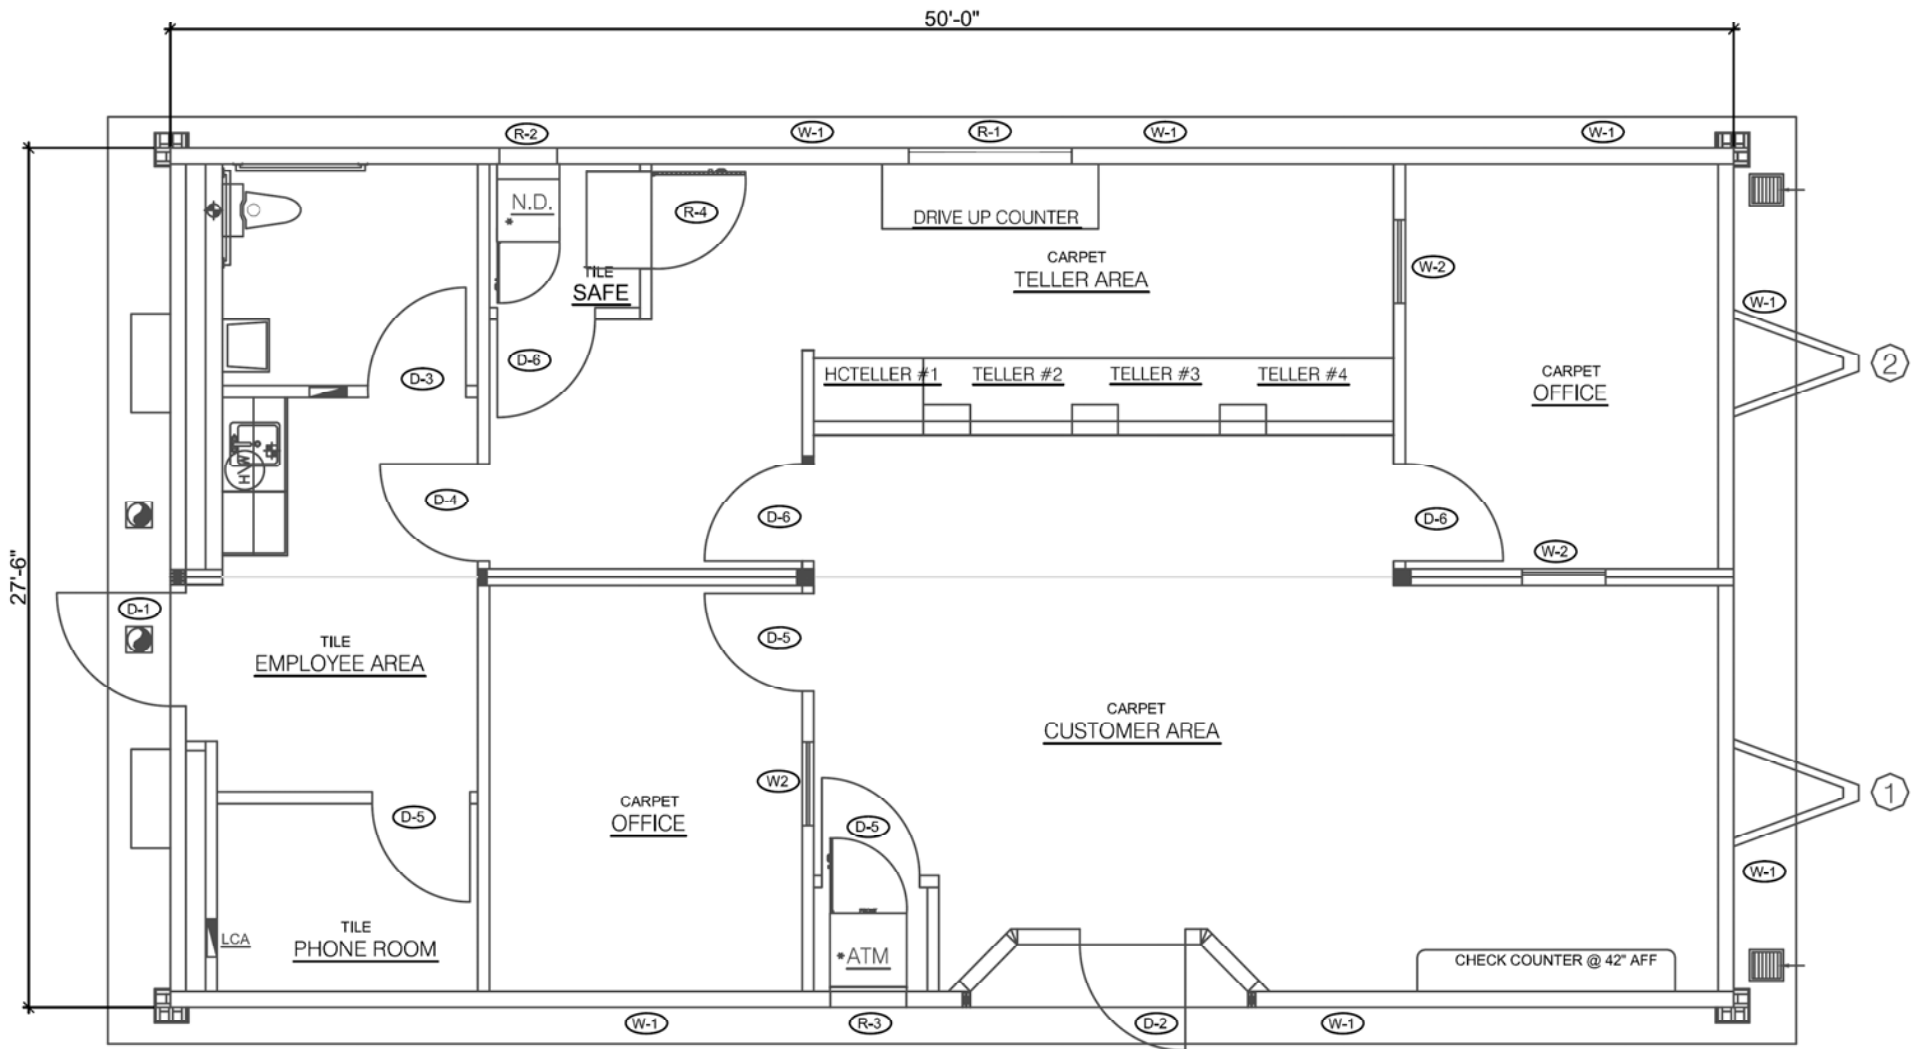 50'-0"
R-2
W-1
R-1
W-1
W-1
N.D.
*
R-4
DRIVE UP COUNTER
CARPET
TELLER AREA
W-2
TILE
SAFE
W-1
D-6
D-3
HCTELLER #1
TELLER #2
TELLER #3
TELLER #4
CARPET
OFFICE
2
HW
D-4
D-6
D-6
W-2
27'-6"
D-1
D-5
TILE
EMPLOYEE AREA
CARPET
CUSTOMER AREA
W2
CARPET
OFFICE
D-5
D-5
1
W-1
FRONT
TILE
PHONE ROOM
LCA
*ATM
CHECK COUNTER @ 42" AFF
W-1
R-3
D-2
W-1